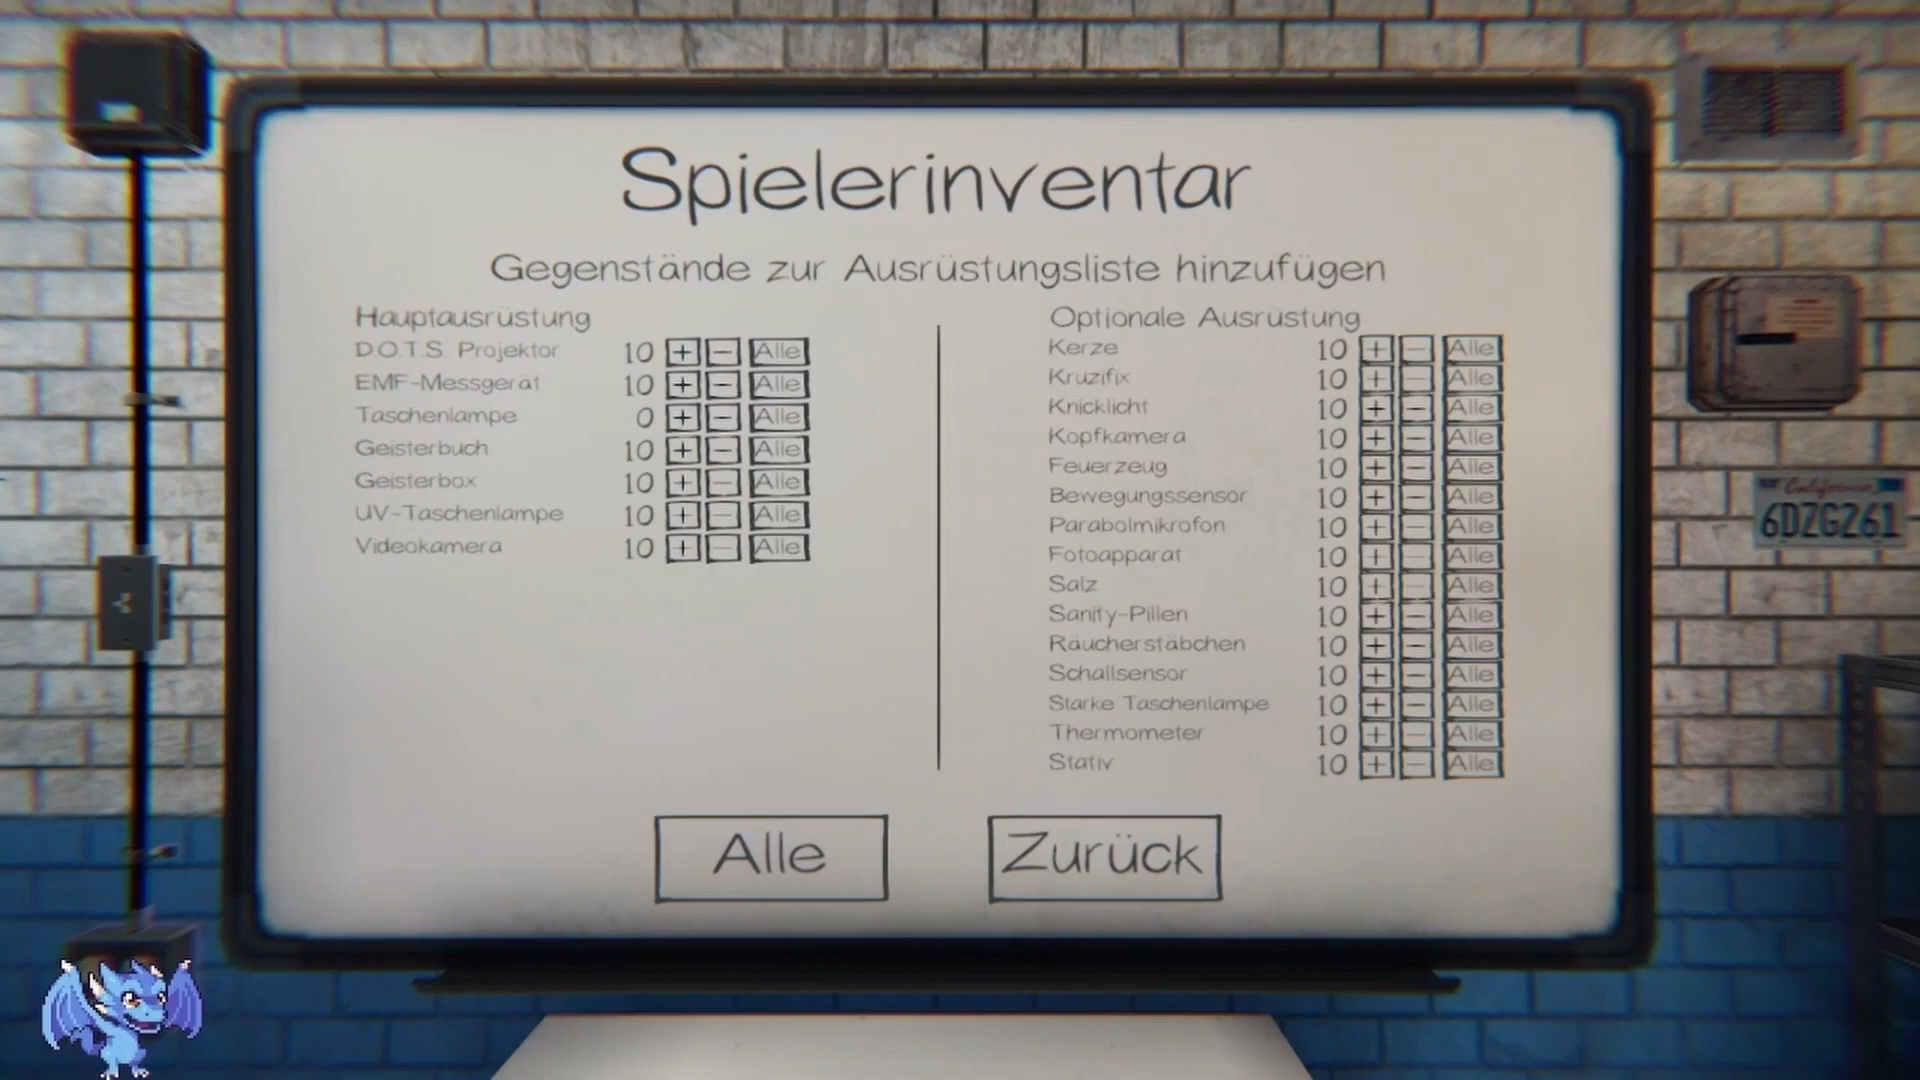 Spielerinventar
Gegenstände zur Ausrüstungsliste hinzufügen
Hauptausrüstung
D.O.T.S. Projektor 10 + - Alle
EMF-Messgerät 10 + - Alle
Taschenlampe 0 + - Alle
Geisterbuch 10 + - Alle
Geisterbox 10 + - Alle
UV-Taschenlampe 10 + - Alle
Videokamera 10 + - Alle
Optionale Ausrüstung
Kerze 10 + - Alle
Kruzifix 10 + - Alle
Knicklicht 10 + - Alle
Kopfkamera 10 + - Alle
Feuerzeug 10 + - Alle
Bewegungssensor 10 + - Alle
Parabolmikrofon 10 + - Alle
Fotoapparat 10 + - Alle
Salz 10 + - Alle
Sanity-Pillen 10 + - Alle
Räucherstäbchen 10 + - Alle
Schallsensor 10 + - Alle
Starke Taschenlampe 10 + - Alle
Thermometer 10 + - Alle
Stativ 10 + - Alle
Alle
Zurück
California
6DZG261